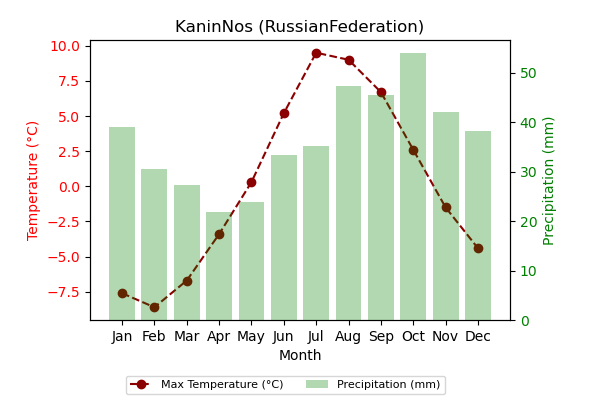 KaninNos (RussianFederation)
10.0
7.5
5.0
2.5
0.0
−2.5
−5.0
−7.5
Temperature (°C)
50
40
30
20
10
0
Precipitation (mm)
Jan Feb Mar Apr May Jun Jul Aug Sep Oct Nov Dec
Month
Max Temperature (°C) Precipitation (mm)